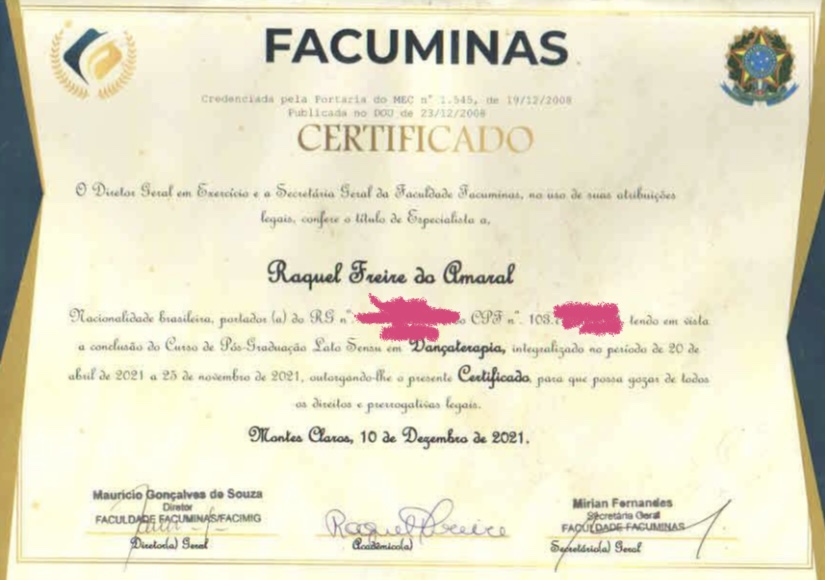 FACUMINAS
Credenciada pela Portaria do MEC n° 1.545, de 19/12/2008
Publicada no DOU de 23/12/2008
CERTIFICADO
O Diretor Geral em Exercício e a Secretária Geral da Faculdade Facuminas, no uso de suas atribuições
legais, confere o título de Especialista a,
Raquel Freire do Amaral
Nacionalidade brasileira, portador (a) do RG n° CPF n°. 103. tendo em vista
a conclusão do Curso de Pós-Graduação Lato Sensu em Dançaterapia, integralizado no período de 20 de
abril de 2021 a 25 de novembro de 2021, outorgando-lhe o presente Certificado, para que possa gozar de todos
os direitos e prerrogativas legais.
Montes Claros, 10 de Dezembro de 2021.
Mauricio Gonçalves de Souza
Diretor
FACULDADE FACUMINAS/FACIMIG
Diretor(a) Geral
Raquel Freire
Acadêmico(a)
Mirian Fernandes
Secretária Geral
FACULDADE FACUMINAS
Secretário(a) Geral